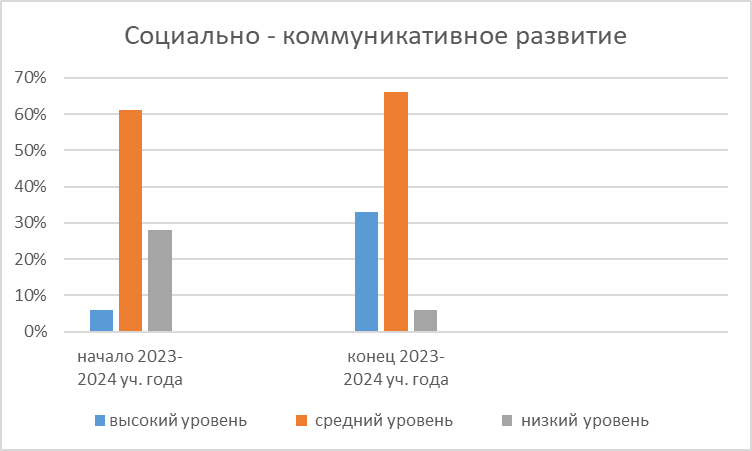 Социально - коммуникативное развитие
70%
60%
50%
40%
30%
20%
10%
0%
начало 2023-
2024 уч. года
конец 2023-
2024 уч. года
высокий уровень
средний уровень
низкий уровень